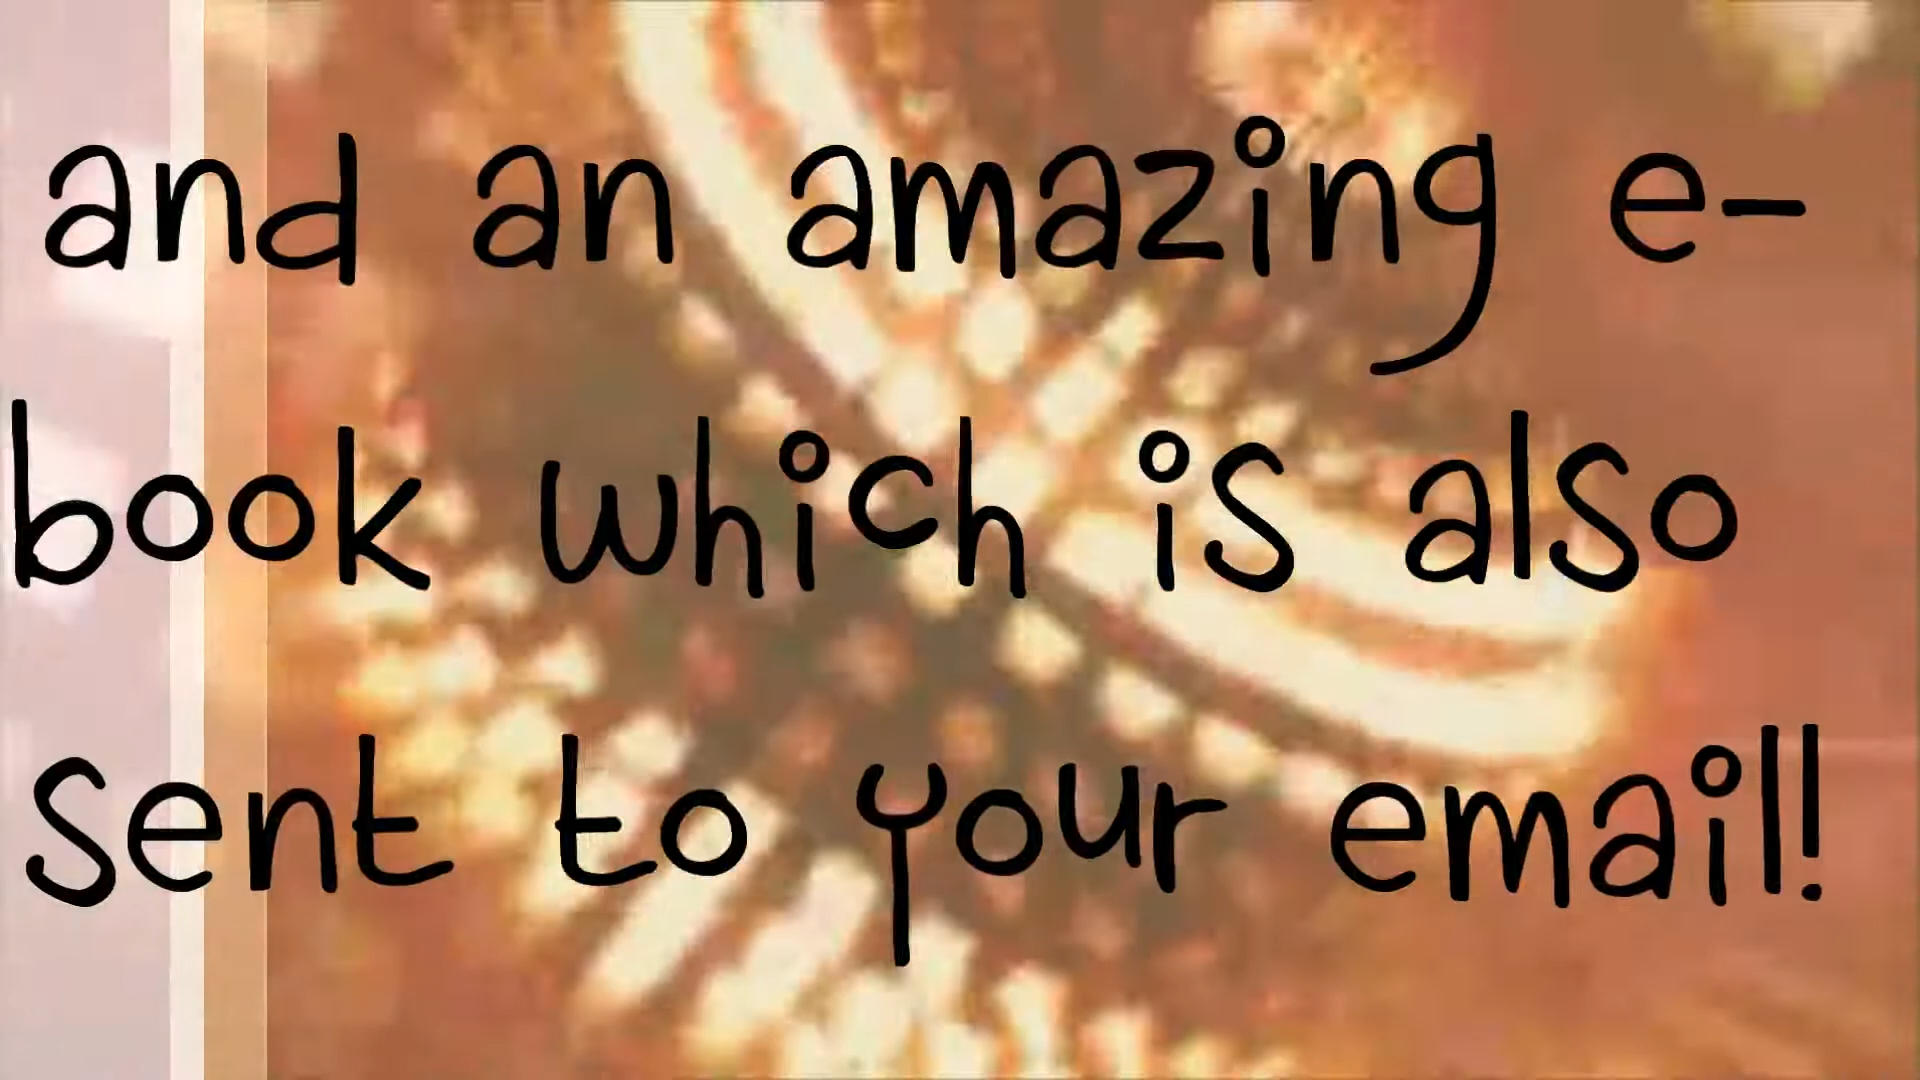 and an amazing e-
book which is also
sent to your email!